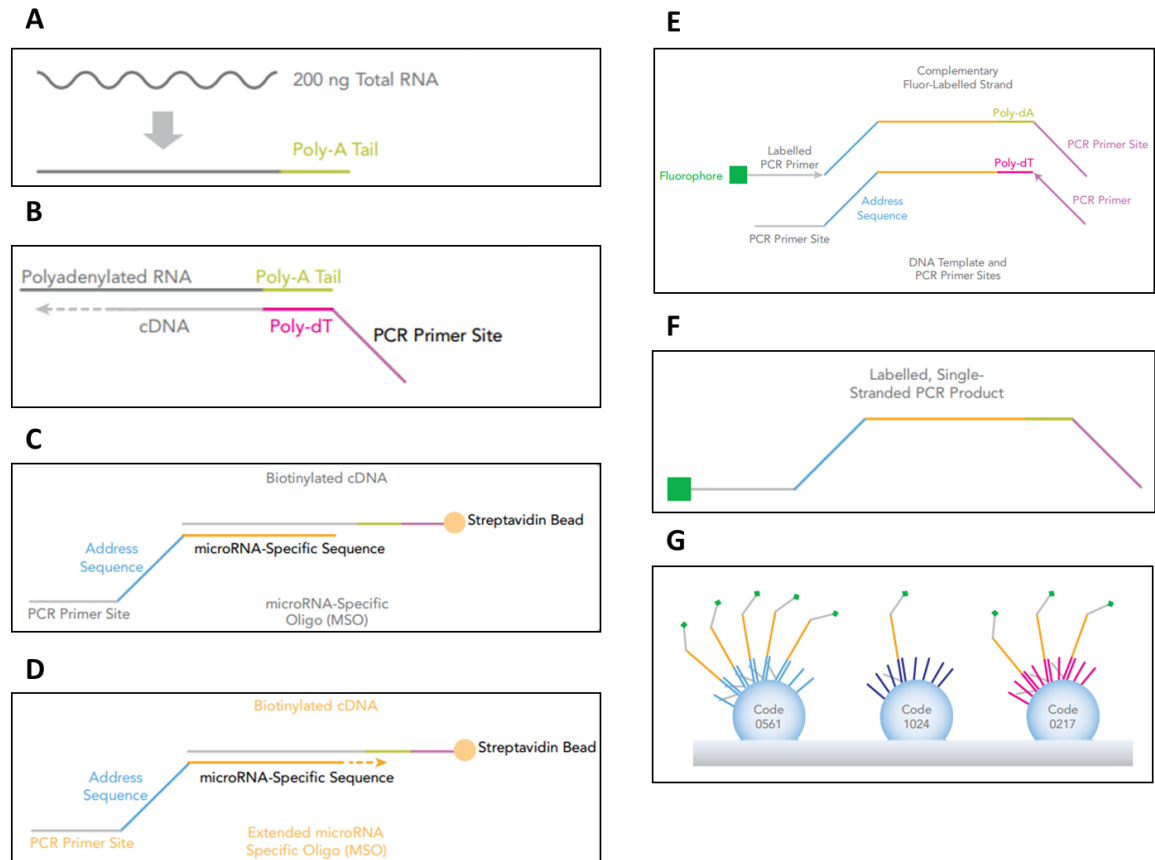 A
200 ng Total RNA
Poly-A Tail
B
Polyadenylated RNA
Poly-A Tail
cDNA
Poly-dT
PCR Primer Site
C
Biotinylated cDNA
Streptavidin Bead
Address
Sequence
microRNA-Specific Sequence
PCR Primer Site
microRNA-Specific
Oligo (MSO)
D
Biotinylated cDNA
Streptavidin Bead
Address
Sequence
microRNA-Specific Sequence
PCR Primer Site
Extended microRNA
Specific Oligo (MSO)
E
Complementary
Fluor-Labelled Strand
Poly-dA
Labelled
PCR Primer
PCR Primer Site
Fluorophore
Poly-dT
Address
Sequence
PCR Primer
PCR Primer Site
DNA Template and
PCR Primer Sites
F
Labelled, Single-
Stranded PCR Product
G
Code
0561
Code
1024
Code
0217